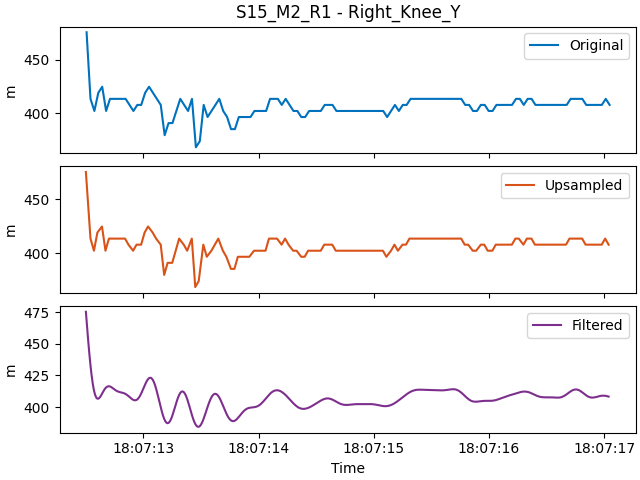 S15_M2_R1 - Right_Knee_Y
Original
450
400
m
Upsampled
450
400
m
Filtered
475
450
425
400
m
18:07:13 18:07:14 18:07:15 18:07:16 18:07:17
Time